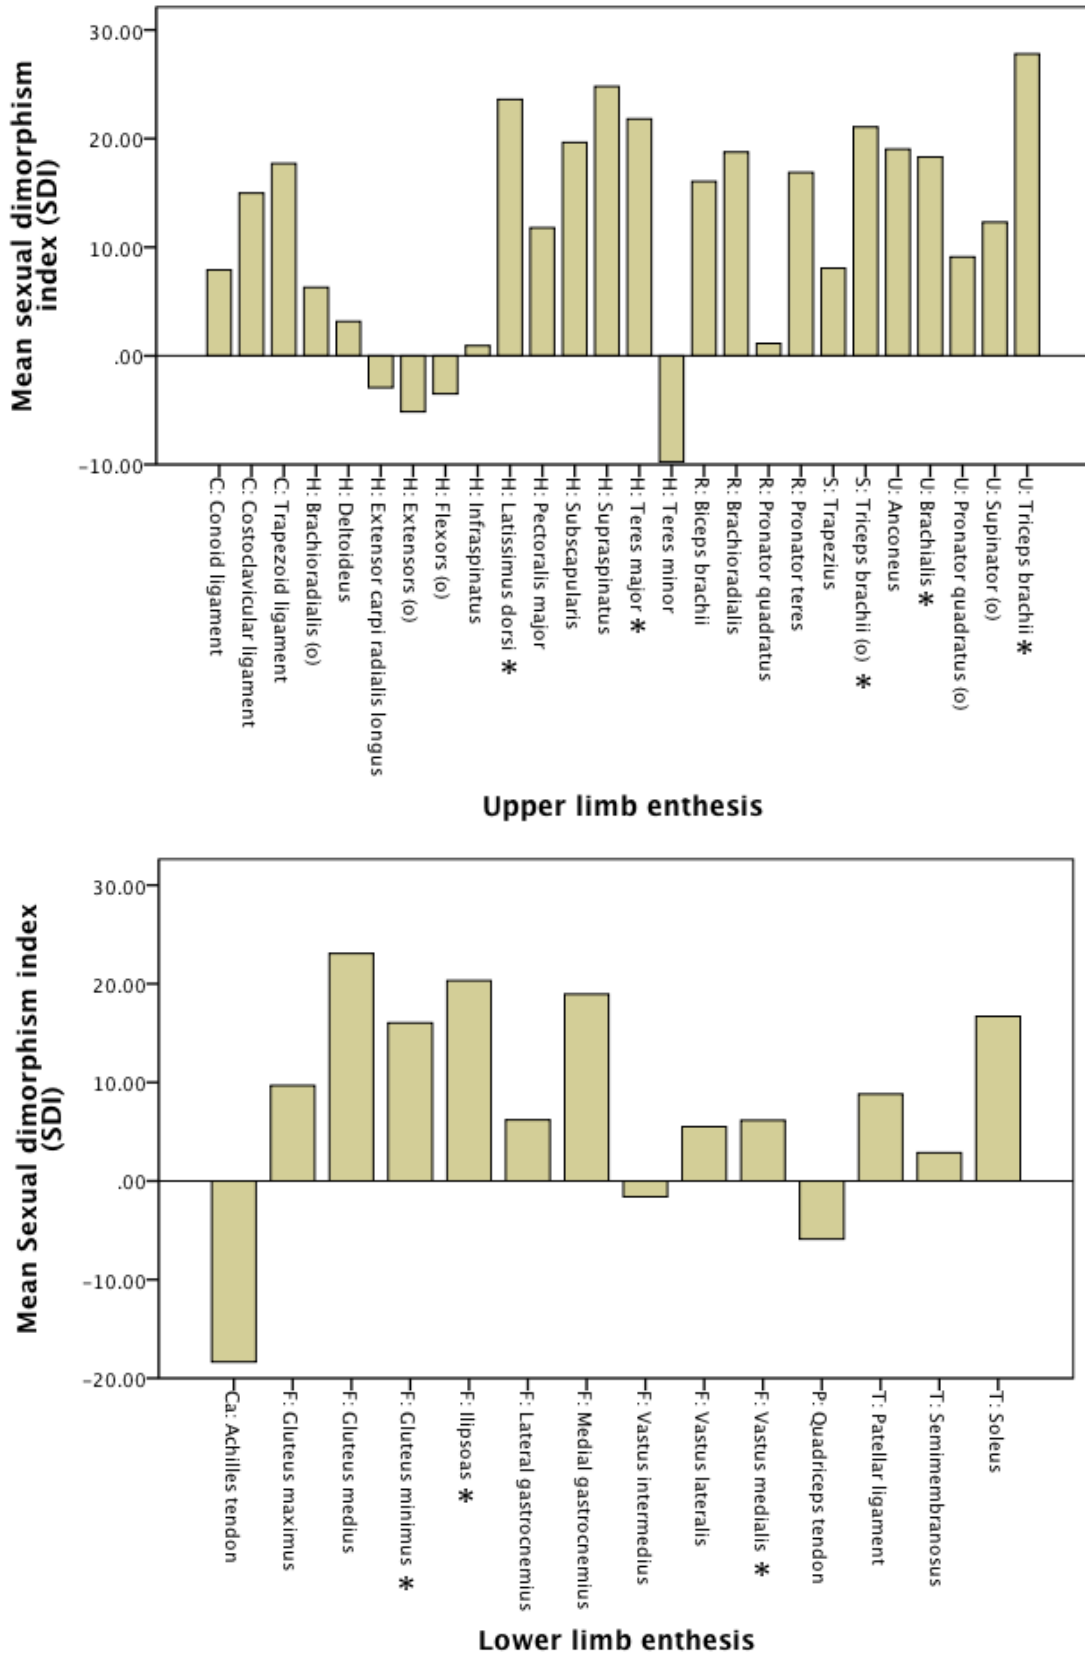 Mean sexual dimorphism
index (SDI)
30.00
20.00
10.00
.00
-10.00
C: Conoid ligament
C: Costoclavicular ligament
C: Trapezoid ligament
H: Brachioradialis (o)
H: Deltoideus
H: Extensor carpi radialis longus
H: Extensors (o)
H: Flexors (o)
H: Infraspinatus
H: Latissimus dorsi *
H: Pectoralis major
H: Subscapularis
H: Supraspinatus
H: Teres major *
H: Teres minor
R: Biceps brachii
R: Brachioradialis
R: Pronator quadratus
R: Pronator teres
S: Trapezius
S: Triceps brachii (o) *
U: Anconeus
U: Brachialis *
U: Pronator quadratus (o)
U: Supinator (o)
U: Triceps brachii *
Upper limb enthesis
Mean Sexual dimorphism index
(SDI)
30.00
20.00
10.00
.00
-10.00
-20.00
Ca: Achilles tendon
F: Gluteus maximus
F: Gluteus medius
F: Gluteus minimus *
F: Ilipsoas *
F: Lateral gastrocnemius
F: Medial gastrocnemius
F: Vastus intermedius
F: Vastus lateralis
F: Vastus medialis *
P: Quadriceps tendon
T: Patellar ligament
T: Semimembranosus
T: Soleus
Lower limb enthesis